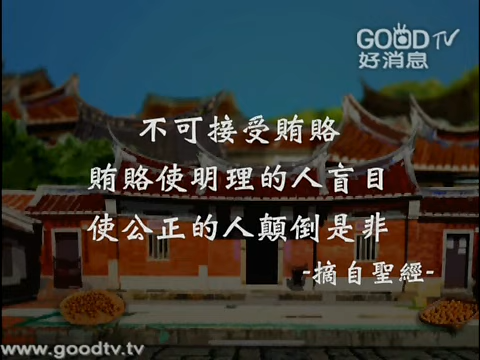 GOOD TV
好消息
不可接受賄賂
賄賂使明理的人盲目
使公正的人顛倒是非
-摘自聖經-
www.goodtv.tv